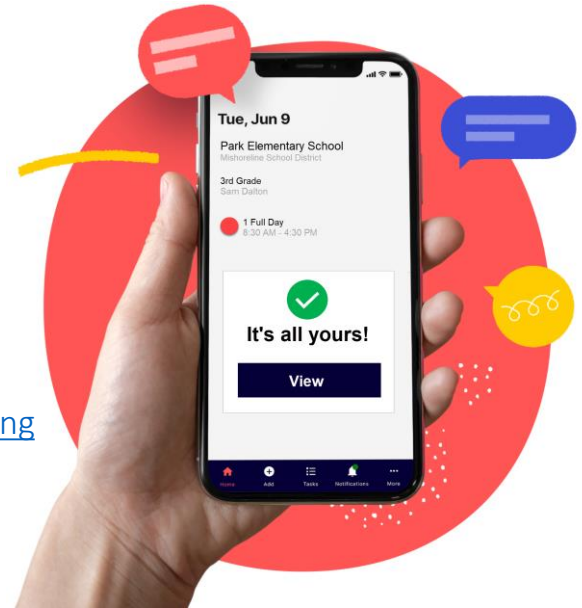 Tue, Jun 9
Park Elementary School
Mishoreline School District
3rd Grade
Sam Dalton
1 Full Day
8:30 AM - 4:30 PM
It's all yours!
View
ng
Home
Add
Tasks
Notifications
More